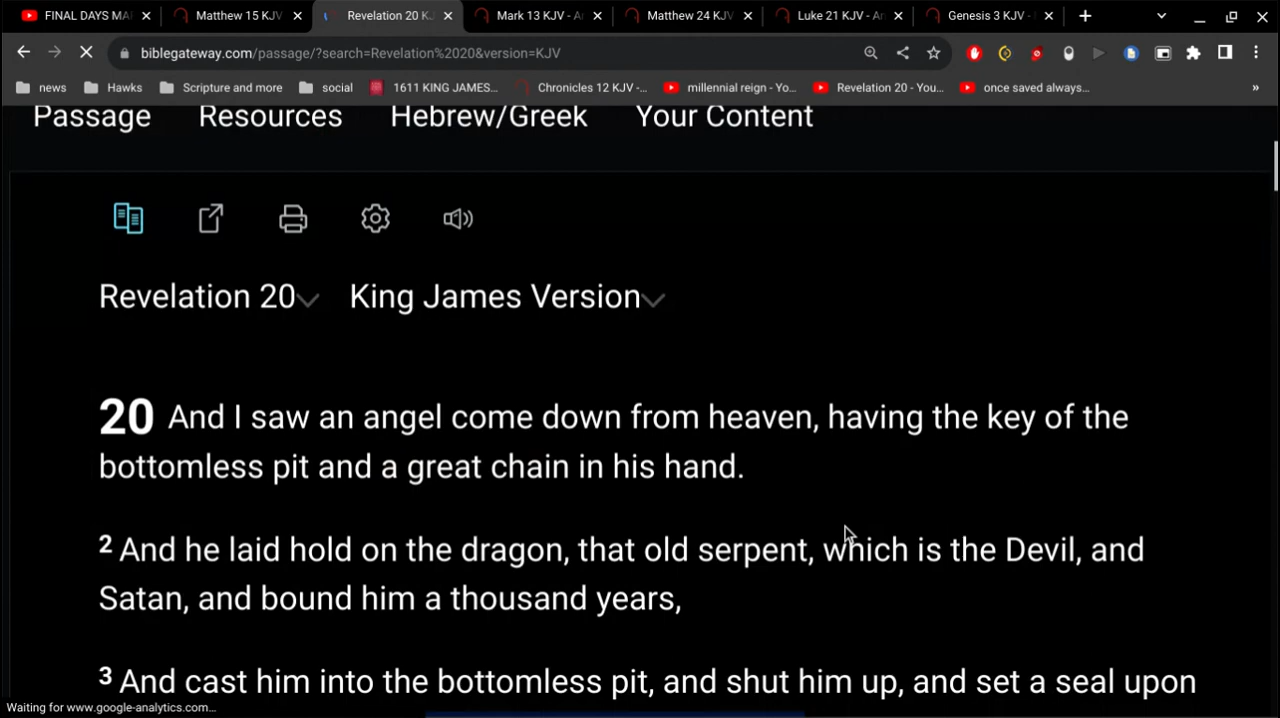 FINAL DAYS MA
Matthew 15 KJV
Revelation 20 K
Mark 13 KJV - A
Matthew 24 KJV
Luke 21 KJV - A
Genesis 3 KJV -
biblegateway.com/passage/?search=Revelation%2020&version=KJV
news
Hawks
Scripture and more
social
1611 KING JAMES...
Chronicles 12 KJV -...
millennial reign - Yo...
Revelation 20 - You...
once saved always...
»
Passage
Resources
Hebrew/Greek
Your Content
Revelation 20
King James Version
20 And I saw an angel come down from heaven, having the key of the
bottomless pit and a great chain in his hand.
2 And he laid hold on the dragon, that old serpent, which is the Devil, and
Satan, and bound him a thousand years,
3 And cast him into the bottomless pit, and shut him up, and set a seal upon
Waiting for www.google-analytics.com...